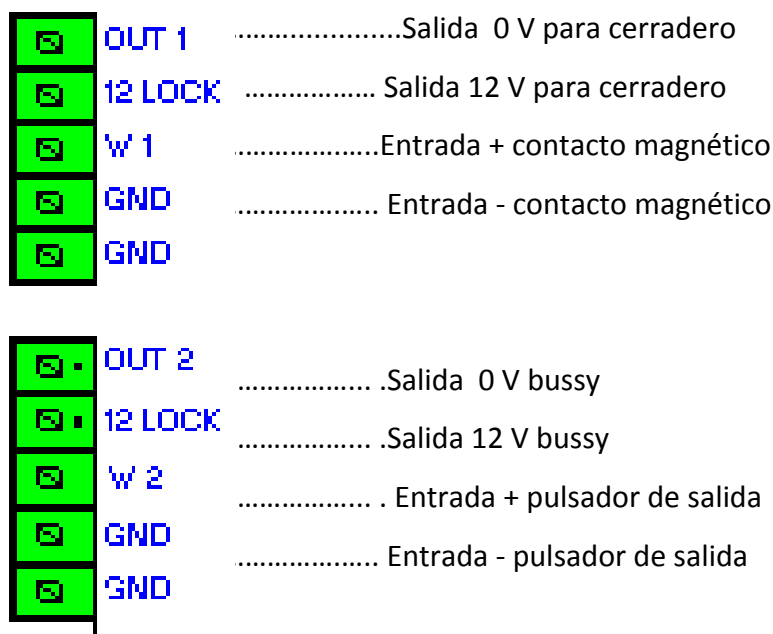 OUT 1 ......................Salida 0 V para cerradero
12 LOCK .................. Salida 12 V para cerradero
W 1 ....................Entrada + contacto magnético
GND .................... Entrada - contacto magnético
GND
OUT 2 .................. .Salida 0 V bussy
12 LOCK .................. .Salida 12 V bussy
W 2 .................. . Entrada + pulsador de salida
GND .................... Entrada - pulsador de salida
GND